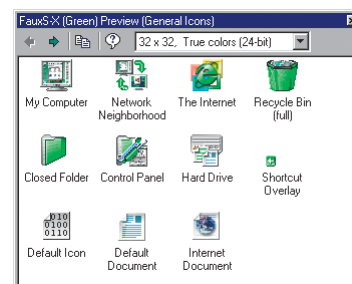 FauxS-X (Green) Preview (General Icons)
32 x 32, True colors (24-bit)
My Computer
Network
Neighborhood
The Internet
Recycle Bin
(full)
Closed Folder
Control Panel
Hard Drive
Shortcut
Overlay
010
0100
0110
Default Icon
Default
Document
Internet
Document